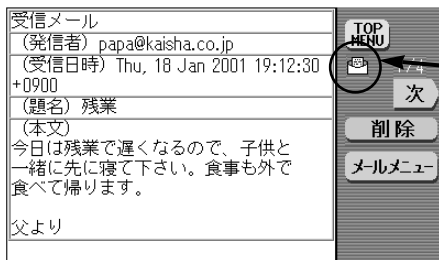 受信メール
（発信者）papa@kaisha.co.jp
（受信日時）Thu, 18 Jan 2001 19:12:30
+0900
（題名）残業
（本文）
今日は残業で遅くなるので、子供と
一緒に先に寝て下さい。食事も外で
食べて帰ります。
父より
TOP
MENU
1/4
次
削除
メールメニュー